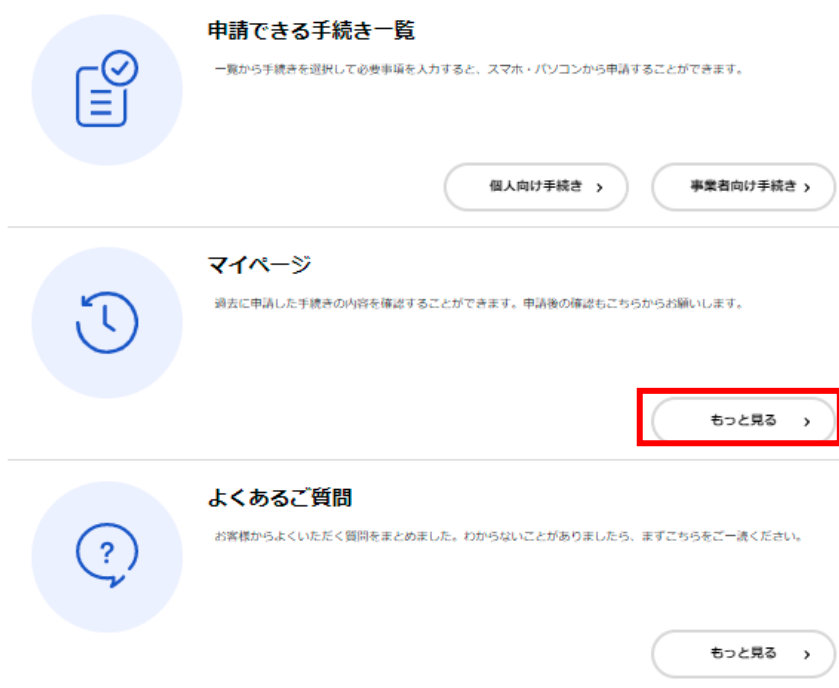 申請できる手続き一覧
一覧から手続きを選択して必要事項を入力すると、スマホ・パソコンから申請することができます。
個人向け手続き ›
事業者向け手続き ›
マイページ
過去に申請した手続きの内容を確認することができます。申請後の確認もこちらからお願いします。
もっと見る ›
よくあるご質問
?
お客様からよくいただく質問をまとめました。わからないことがありましたら、まずこちらをご一読ください。
もっと見る ›